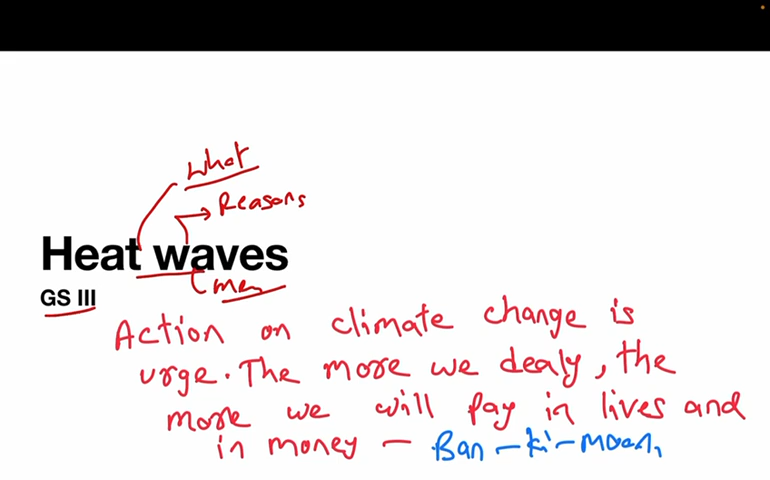 What
Reasons
Heat waves
GS III
Action on climate change is
urge. The more we dealy, the
more we will pay in lives and
in money - Ban-ki-moon,